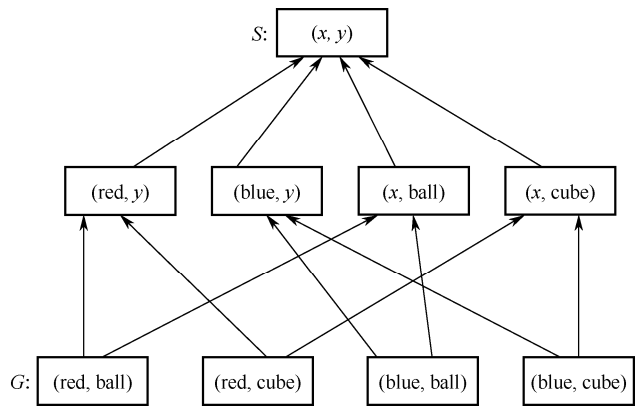 S: (x, y)
(red, y) (blue, y) (x, ball) (x, cube)
G: (red, ball) (red, cube) (blue, ball) (blue, cube)